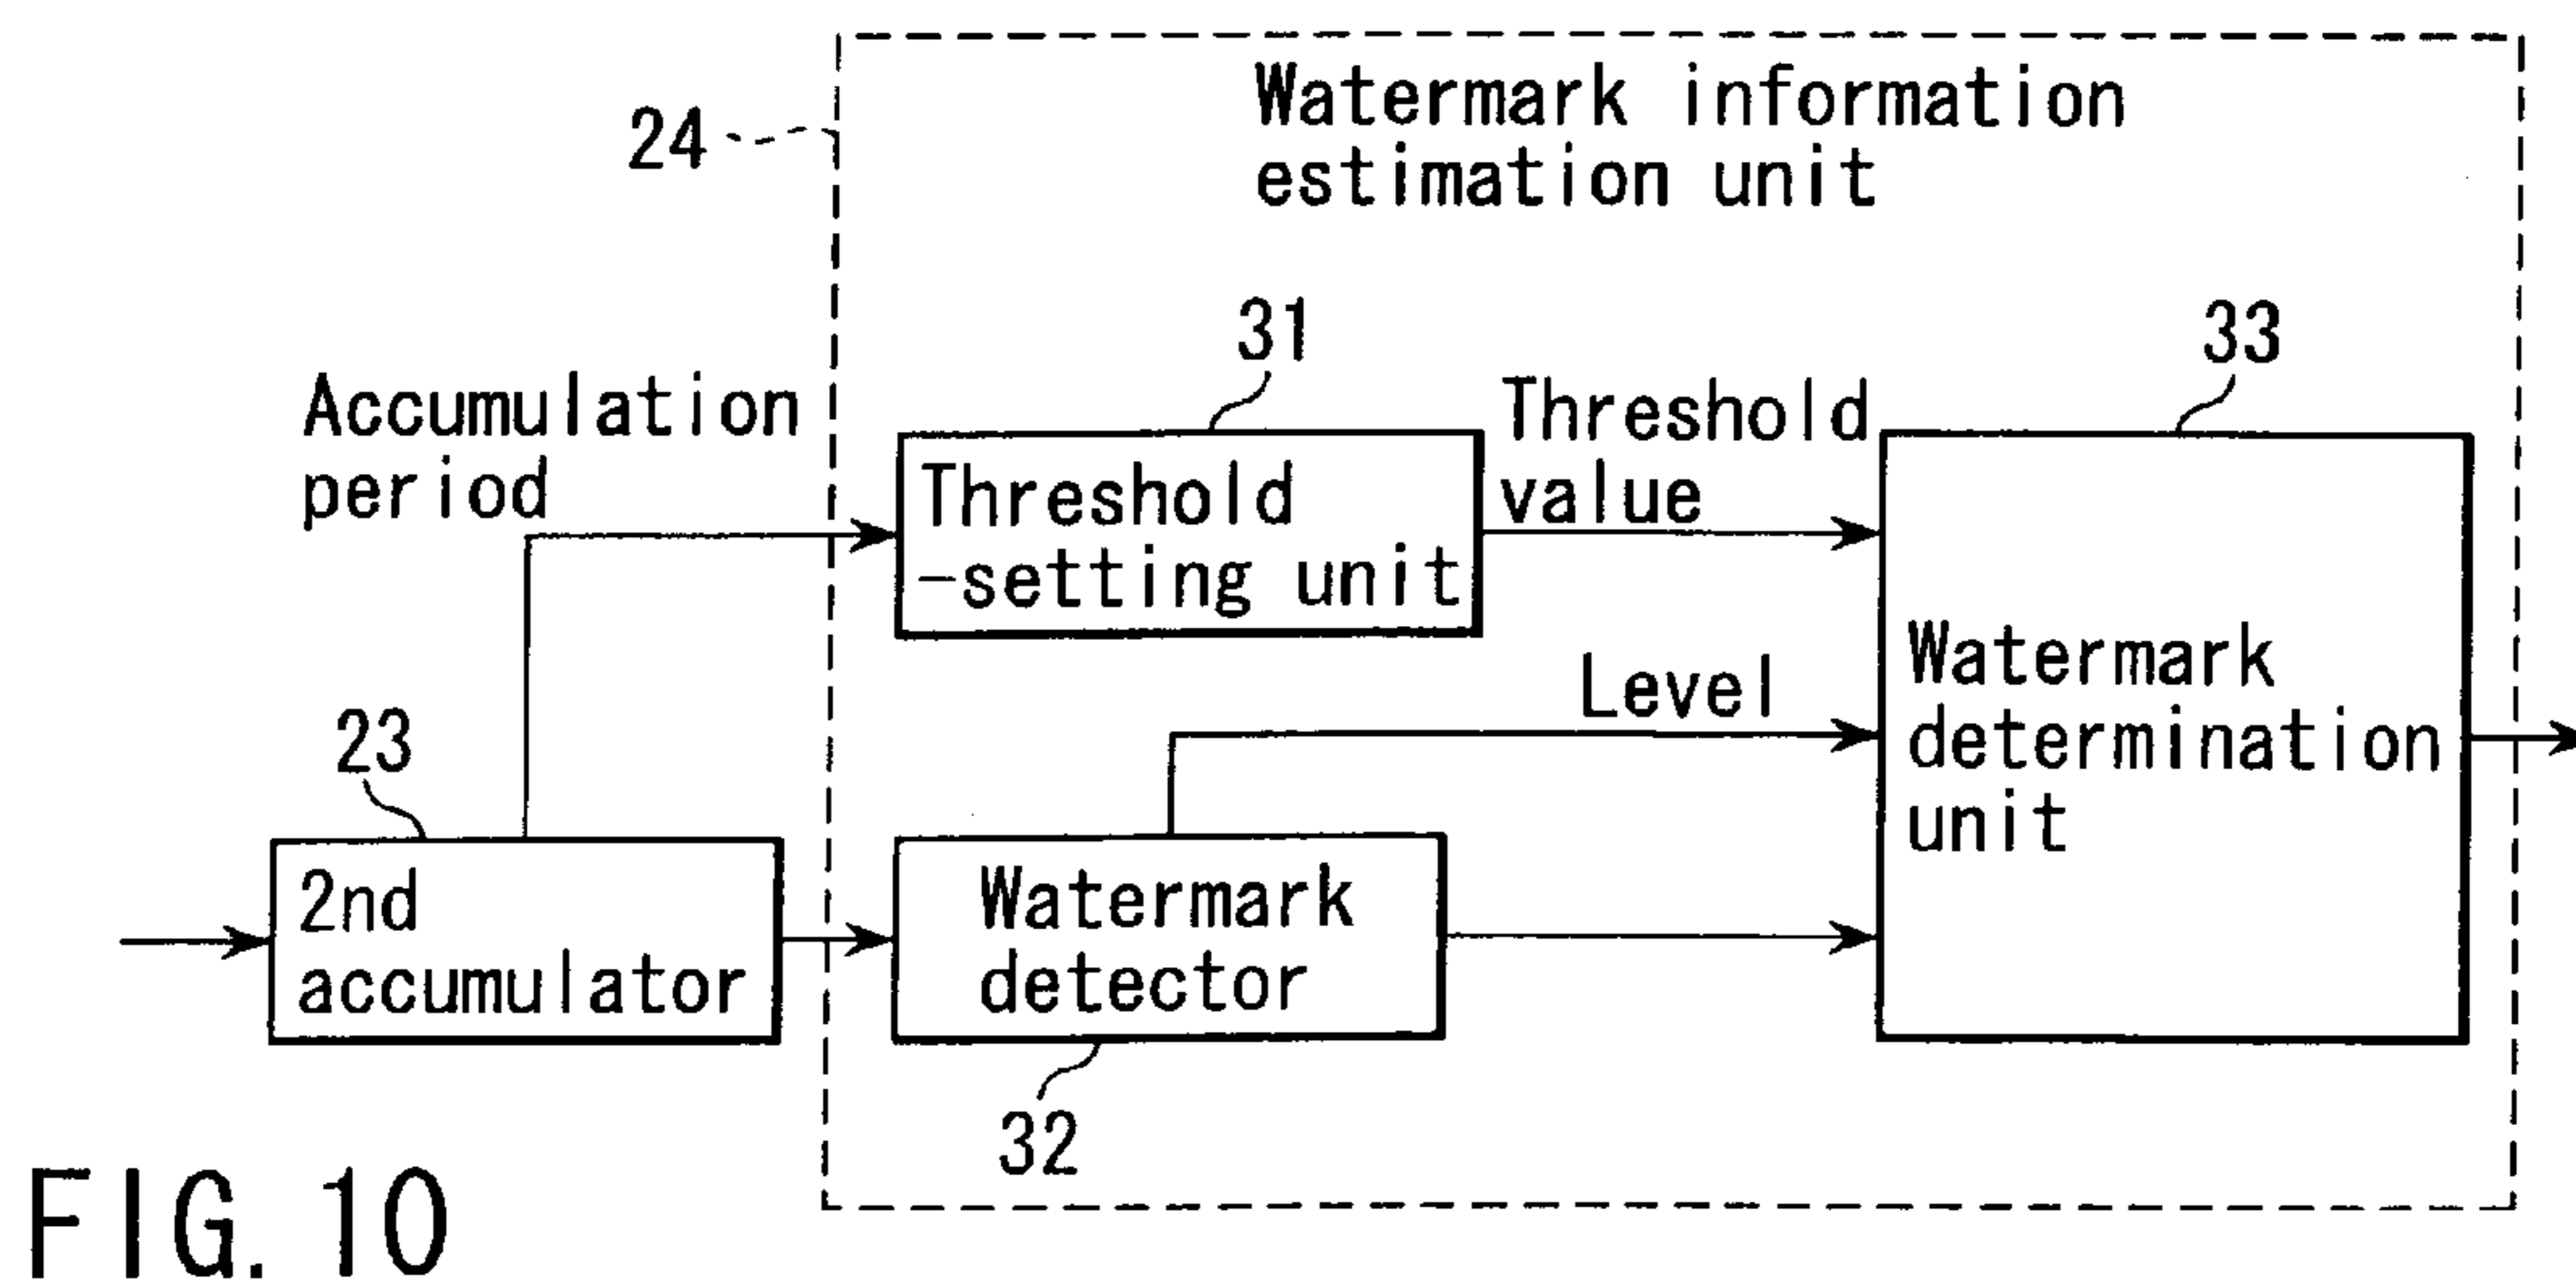 24
Watermark information
estimation unit
Accumulation
period
31
Threshold
-setting unit
Threshold
value
33
Level
Watermark
determination
unit
23
2nd
accumulator
Watermark
detector
32
FIG. 10